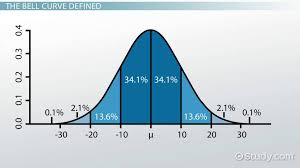 THE BELL CURVE DEFINED
0.4
0.3
0.2
0.1
0.0
34.1% 34.1%
0.1% 2.1% 13.6% 13.6% 2.1% 0.1%
-30 -20 -10 μ 10 20 30
Study.com